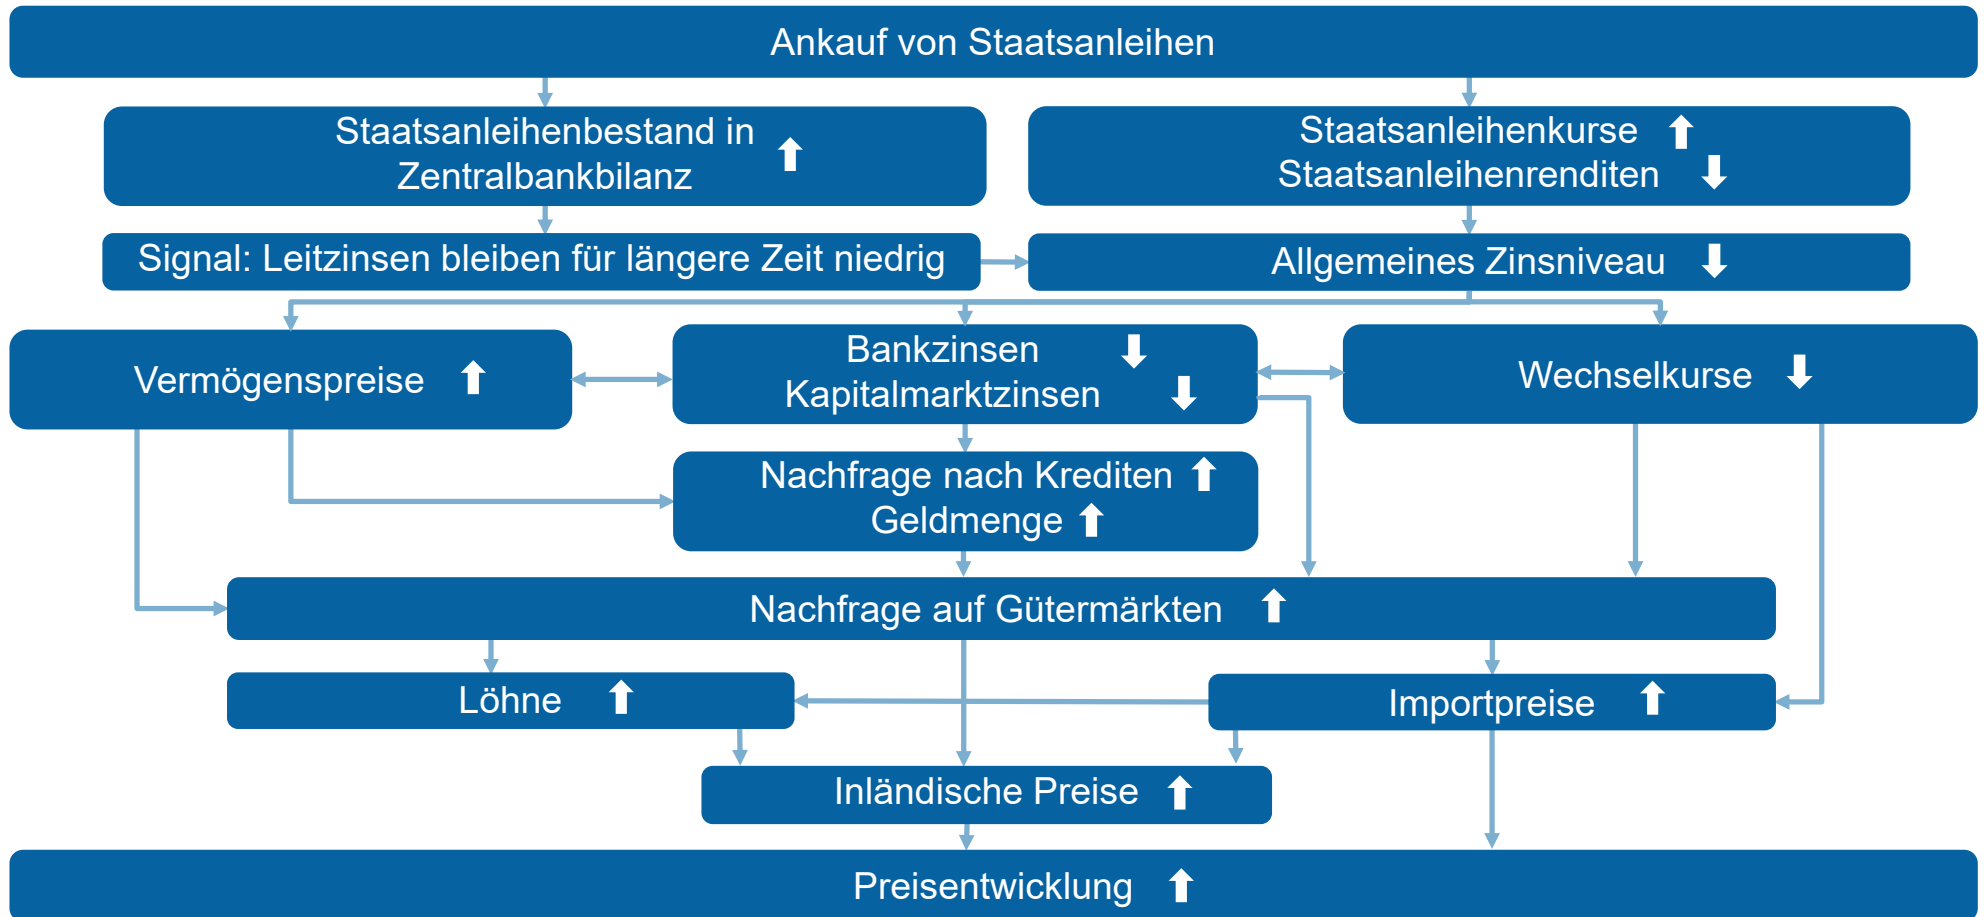 Ankauf von Staatsanleihen
Staatsanleihenbestand in
Zentralbankbilanz
Staatsanleihenkurse
Staatsanleihenrenditen
Signal: Leitzinsen bleiben für längere Zeit niedrig
Allgemeines Zinsniveau
Vermögenspreise
Bankzinsen
Kapitalmarktzinsen
Wechselkurse
Nachfrage nach Krediten
Geldmenge
Nachfrage auf Gütermärkten
Löhne
Importpreise
Inländische Preise
Preisentwicklung